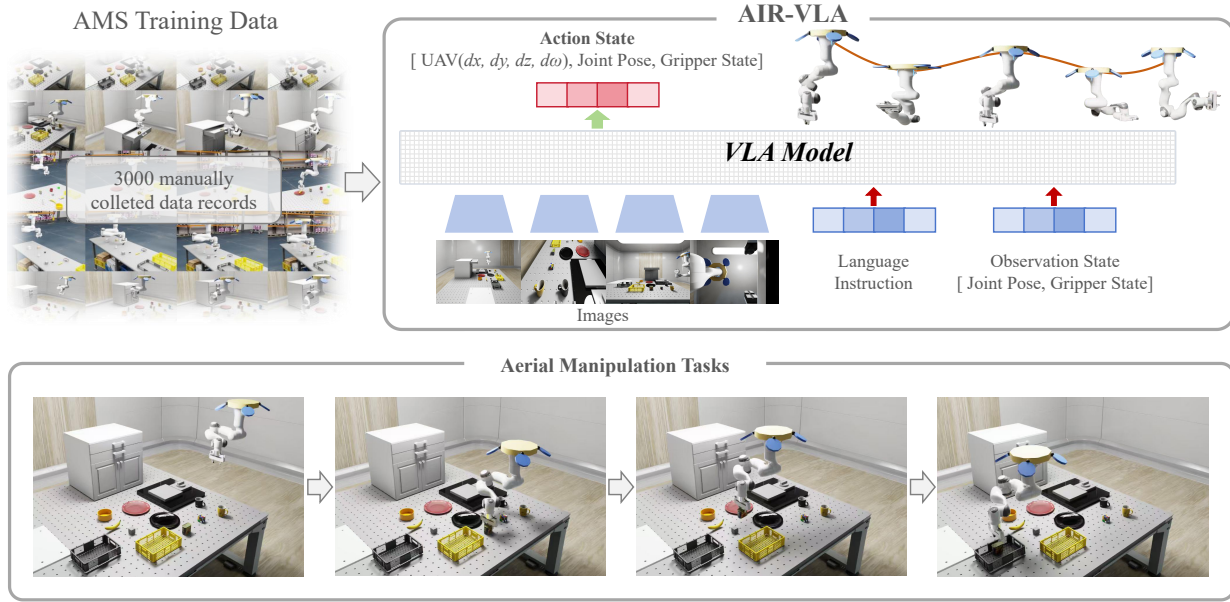 AMS Training Data
3000 manually
colleted data records
AIR-VLA
Action State
[ UAV(dx, dy, dz, dω), Joint Pose, Gripper State]
VLA Model
Images
Language
Instruction
Observation State
[ Joint Pose, Gripper State]
Aerial Manipulation Tasks